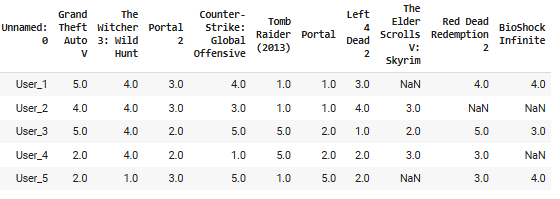 Unnamed: 0 Grand Theft Auto V The Witcher 3: Wild Hunt Portal 2 Counter-Strike: Global Offensive Tomb Raider (2013) Portal Left 4 Dead 2 The Elder Scrolls V: Skyrim Red Dead Redemption 2 BioShock Infinite
User_1 5.0 4.0 3.0 4.0 1.0 1.0 3.0 NaN 4.0 4.0
User_2 4.0 4.0 3.0 3.0 1.0 1.0 4.0 3.0 NaN NaN
User_3 5.0 4.0 2.0 5.0 5.0 2.0 1.0 2.0 5.0 3.0
User_4 2.0 4.0 2.0 1.0 5.0 2.0 2.0 3.0 3.0 NaN
User_5 2.0 1.0 3.0 5.0 1.0 5.0 2.0 NaN 3.0 4.0